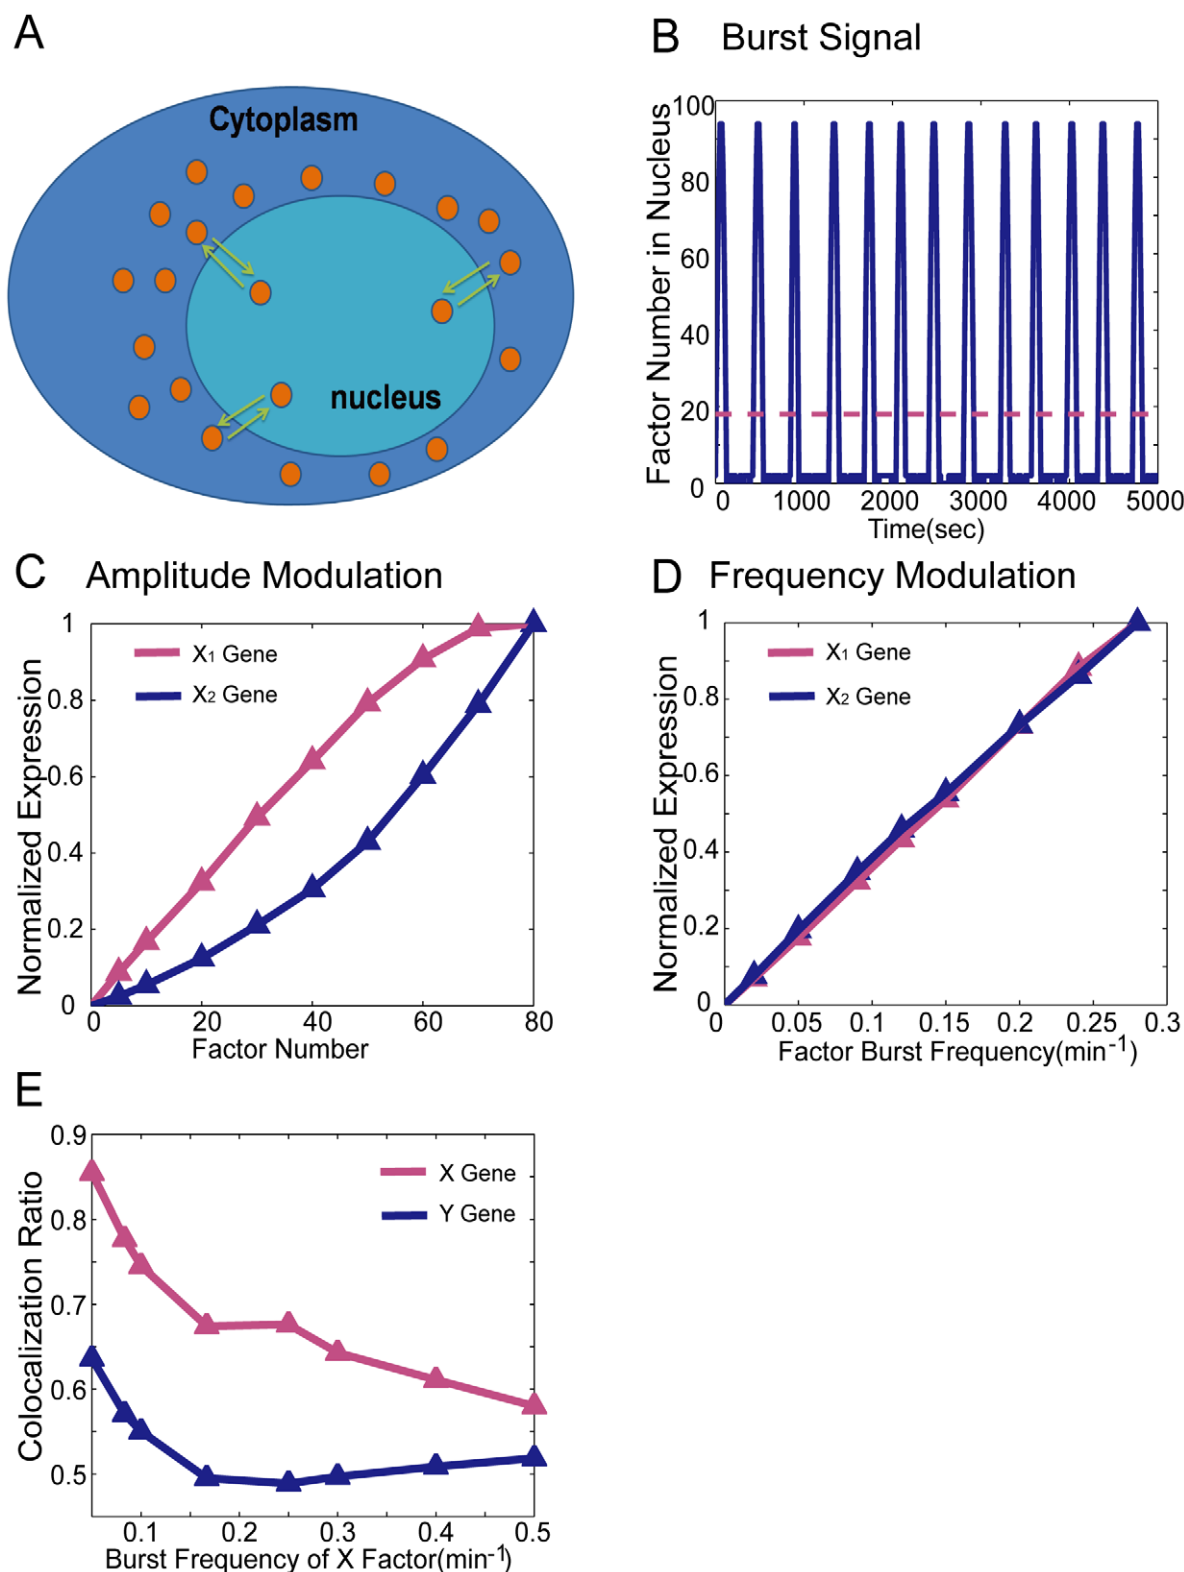 A
Cytoplasm
nucleus
B Burst Signal
Factor Number in Nucleus
100
80
60
40
20
0
0 1000 2000 3000 4000 5000
Time(sec)
C Amplitude Modulation
Normalized Expression
1
0.8
0.6
0.4
0.2
0
X1 Gene
X2 Gene
0 20 40 60 80
Factor Number
D Frequency Modulation
Normalized Expression
1
0.8
0.6
0.4
0.2
0
X1 Gene
X2 Gene
0 0.05 0.1 0.15 0.2 0.25 0.3
Factor Burst Frequency(min-1)
E
Colocalization Ratio
0.9
0.8
0.7
0.6
0.5
X Gene
Y Gene
0.1 0.2 0.3 0.4 0.5
Burst Frequency of X Factor(min-1)